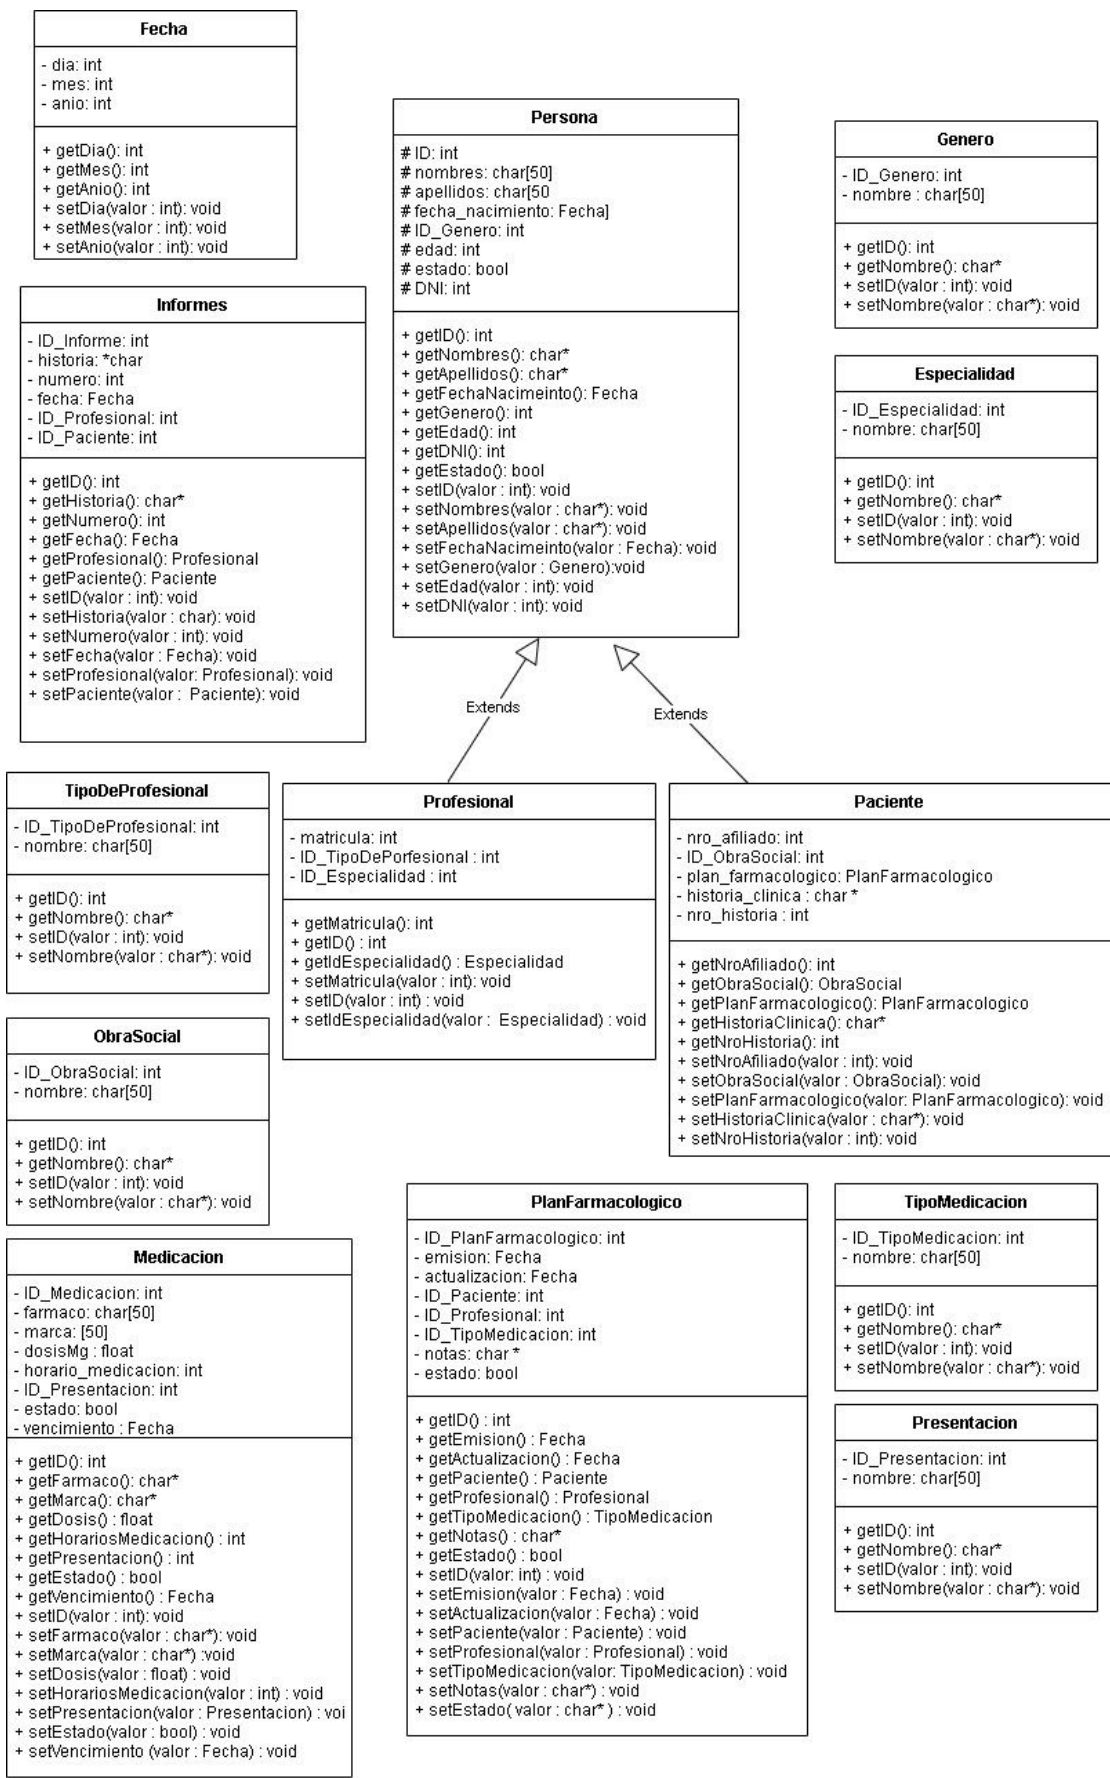 Fecha
- dia: int
- mes: int
- anio: int
+ getDia(): int
+ getMes(): int
+ getAnio(): int
+ setDia(valor : int): void
+ setMes(valor : int): void
+ setAnio(valor : int): void
Persona
# ID: int
# nombres: char[50]
# apellidos: char[50
# fecha_nacimiento: Fecha]
# ID_Genero: int
# edad: int
# estado: bool
# DNI: int
+ getID(): int
+ getNombres(): char*
+ getApellidos(): char*
+ getFechaNacimeinto(): Fecha
+ getGenero(): int
+ getEdad(): int
+ getDNI(): int
+ getEstado(): bool
+ setID(valor : int): void
+ setNombres(valor : char*): void
+ setApellidos(valor : char*): void
+ setFechaNacimeinto(valor : Fecha): void
+ setGenero(valor : Genero):void
+ setEdad(valor : int): void
+ setDNI(valor : int): void
Genero
- ID_Genero: int
- nombre : char[50]
+ getID(): int
+ getNombre(): char*
+ setID(valor : int): void
+ setNombre(valor : char*): void
Informes
- ID_Informe: int
- historia: *char
- numero: int
- fecha: Fecha
- ID_Profesional: int
- ID_Paciente: int
+ getID(): int
+ getHistoria(): char*
+ getNumero(): int
+ getFecha(): Fecha
+ getProfesional(): Profesional
+ getPaciente(): Paciente
+ setID(valor : int): void
+ setHistoria(valor : char): void
+ setNumero(valor : int): void
+ setFecha(valor : Fecha): void
+ setProfesional(valor: Profesional): void
+ setPaciente(valor :  Paciente): void
Especialidad
- ID_Especialidad: int
- nombre: char[50]
+ getID(): int
+ getNombre(): char*
+ setID(valor : int): void
+ setNombre(valor : char*): void
Extends
Extends
TipoDeProfesional
- ID_TipoDeProfesional: int
- nombre: char[50]
+ getID(): int
+ getNombre(): char*
+ setID(valor : int): void
+ setNombre(valor : char*): void
Profesional
- matricula: int
- ID_TipoDePorfesional : int
- ID_Especialidad : int
+ getMatricula(): int
+ getID() : int
+ getIdEspecialidad() : Especialidad
+ setMatricula(valor : int): void
+ setID(valor : int) : void
+ setIdEspecialidad(valor :  Especialidad) : void
Paciente
- nro_afiliado: int
- ID_ObraSocial: int
- plan_farmacologico: PlanFarmacologico
- historia_clinica : char *
- nro_historia : int
+ getNroAfiliado(): int
+ getObraSocial(): ObraSocial
+ getPlanFarmacologico(): PlanFarmacologico
+ getHistoriaClinica(): char*
+ getNroHistoria(): int
+ setNroAfiliado(valor : int): void
+ setObraSocial(valor : ObraSocial): void
+ setPlanFarmacologico(valor: PlanFarmacologico): void
+ setHistoriaClinica(valor : char*): void
+ setNroHistoria(valor : int): void
ObraSocial
- ID_ObraSocial: int
- nombre: char[50]
+ getID(): int
+ getNombre(): char*
+ setID(valor : int): void
+ setNombre(valor : char*): void
Medicacion
- ID_Medicacion: int
- farmaco: char[50]
- marca: [50]
- dosisMg : float
- horario_medicacion: int
- ID_Presentacion: int
- estado: bool
- vencimiento : Fecha
+ getID(): int
+ getFarmaco(): char*
+ getMarca(): char*
+ getDosis() : float
+ getHorariosMedicacion() : int
+ getPresentacion() : int
+ getEstado() : bool
+ getVencimiento() : Fecha
+ setID(valor : int): void
+ setFarmaco(valor : char*): void
+ setMarca(valor : char*) :void
+ setDosis(valor : float) : void
+ setHorariosMedicacion(valor : int) : void
+ setPresentacion(valor : Presentacion) : voi
+ setEstado(valor : bool) : void
+ setVencimiento (valor : Fecha) : void
PlanFarmacologico
- ID_PlanFarmacologico: int
- emision: Fecha
- actualizacion: Fecha
- ID_Paciente: int
- ID_Profesional: int
- ID_TipoMedicacion: int
- notas: char *
- estado: bool
+ getID() : int
+ getEmision() : Fecha
+ getActualizacion() : Fecha
+ getPaciente() : Paciente
+ getProfesional() : Profesional
+ getTipoMedicacion() : TipoMedicacion
+ getNotas() : char*
+ getEstado() : bool
+ setID(valor: int) : void
+ setEmision(valor : Fecha) : void
+ setActualizacion(valor : Fecha) : void
+ setPaciente(valor : Paciente) : void
+ setProfesional(valor : Profesional) : void
+ setTipoMedicacion(valor: TipoMedicacion) : void
+ setNotas(valor : char*) : void
+ setEstado( valor : char* ) : void
TipoMedicacion
- ID_TipoMedicacion: int
- nombre: char[50]
+ getID(): int
+ getNombre(): char*
+ setID(valor : int): void
+ setNombre(valor : char*): void
Presentacion
- ID_Presentacion: int
- nombre: char[50]
+ getID(): int
+ getNombre(): char*
+ setID(valor : int): void
+ setNombre(valor : char*): void